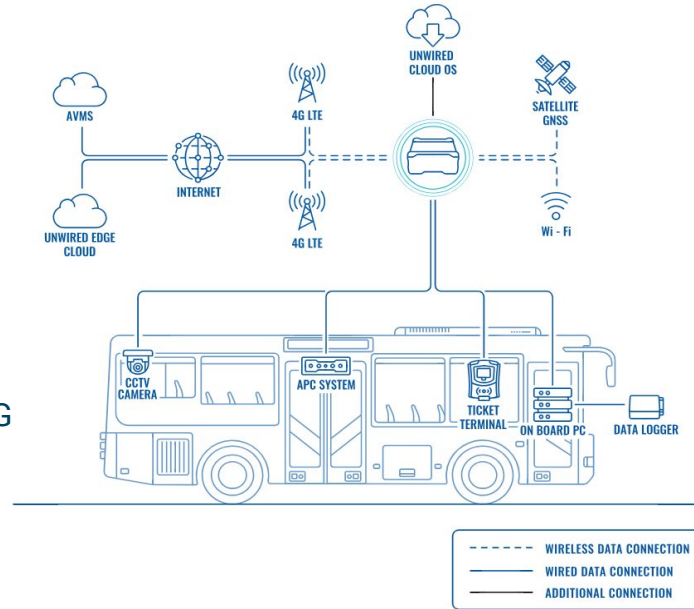 UNWIRED
CLOUD OS
AVMS
4G LTE
SATELLITE
GNSS
INTERNET
UNWIRED EDGE
CLOUD
4G LTE
Wi - Fi
CCTV
CAMERA
APC SYSTEM
TICKET
TERMINAL
ON BOARD PC
DATA LOGGER
G
WIRELESS DATA CONNECTION
WIRED DATA CONNECTION
ADDITIONAL CONNECTION